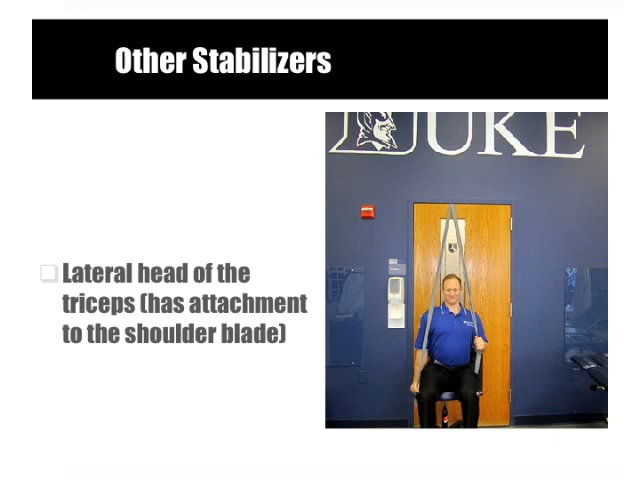 Other Stabilizers
DUKE
Lateral head of the
triceps (has attachment
to the shoulder blade)